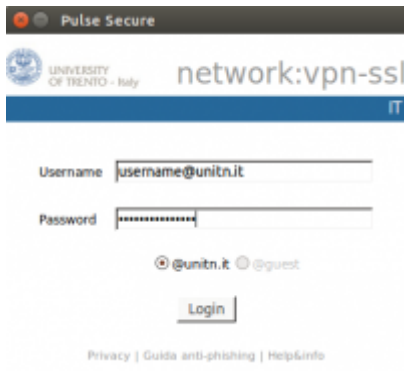 Pulse Secure
UNIVERSITY
OF TRENTO - Italy
network:vpn-ssl
IT
Username username@unitn.it
Password ••••••••••••••
@unitn.it @guest
Login
Privacy | Guida anti-phishing | Help&info